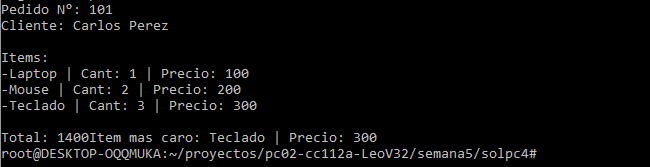 Pedido Nº: 101
Cliente: Carlos Perez
Items:
-Laptop | Cant: 1 | Precio: 100
-Mouse | Cant: 2 | Precio: 200
-Teclado | Cant: 3 | Precio: 300
Total: 1400Item mas caro: Teclado | Precio: 300
root@DESKTOP-OQQMUKA:~/proyectos/pc02-cc112a-LeoV32/semana5/solpc4#